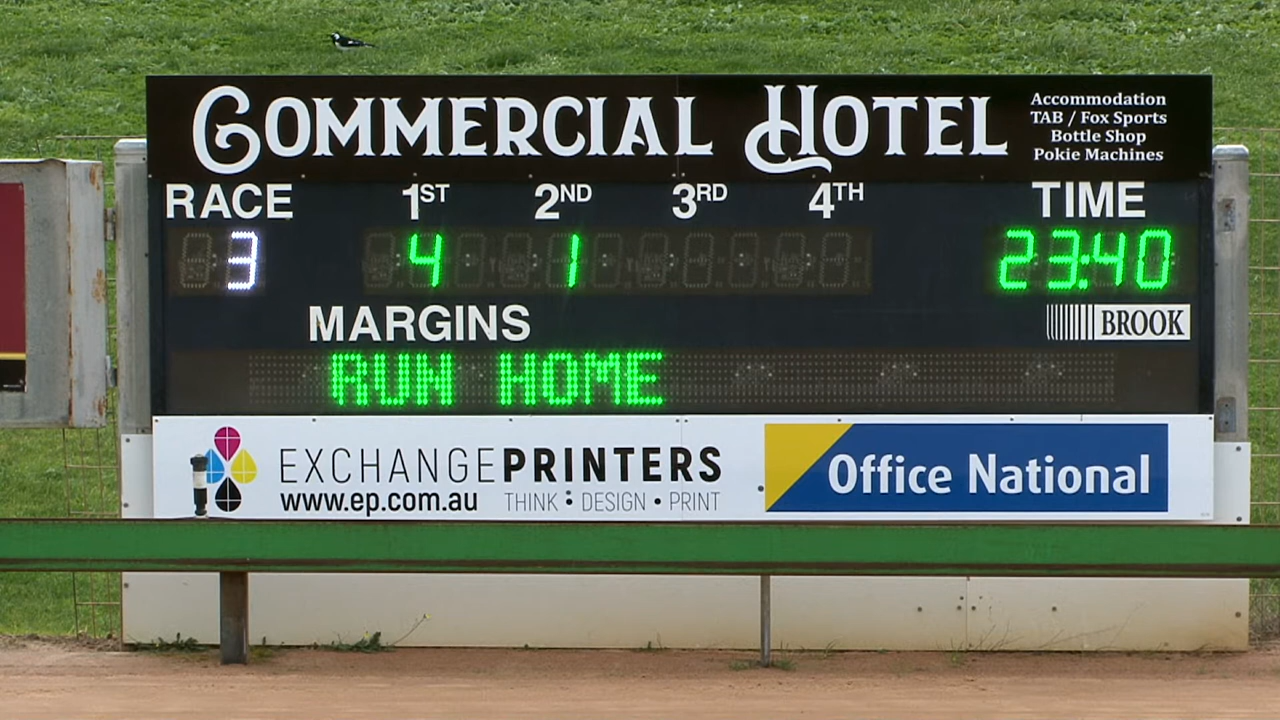 COMMERCIAL HOTEL
Accommodation
TAB / Fox Sports
Bottle Shop
Pokie Machines
RACE 1ST 2ND 3RD 4TH TIME
3 4 1 23:40
MARGINS
BROOK
RUN HOME
EXCHANGEPRINTERS
www.ep.com.au THINK • DESIGN • PRINT
Office National